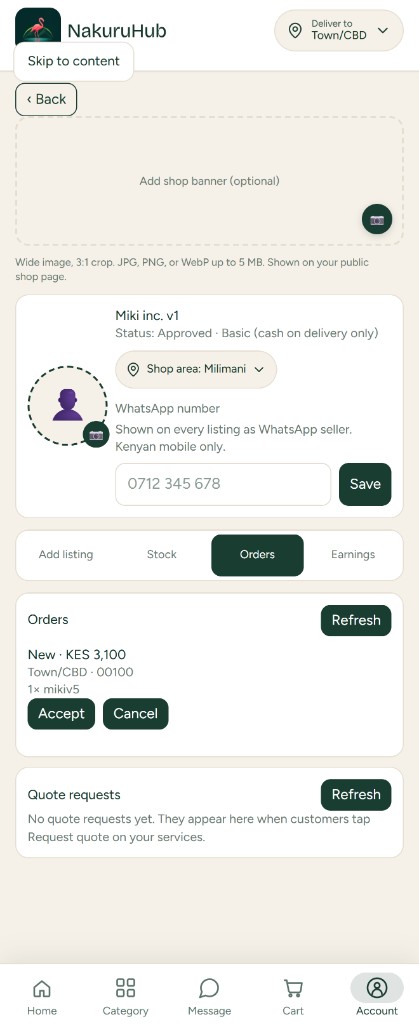 NakuruHub
Deliver to
Town/CBD
Skip to content
‹ Back
Add shop banner (optional)
Wide image, 3:1 crop. JPG, PNG, or WebP up to 5 MB. Shown on your public
shop page.
Miki inc. v1
Status: Approved · Basic (cash on delivery only)
Shop area: Milimani
WhatsApp number
Shown on every listing as WhatsApp seller.
Kenyan mobile only.
0712 345 678
Save
Add listing
Stock
Orders
Earnings
Orders
Refresh
New · KES 3,100
Town/CBD · 00100
1× mikiv5
Accept
Cancel
Quote requests
Refresh
No quote requests yet. They appear here when customers tap
Request quote on your services.
Home
Category
Message
Cart
Account